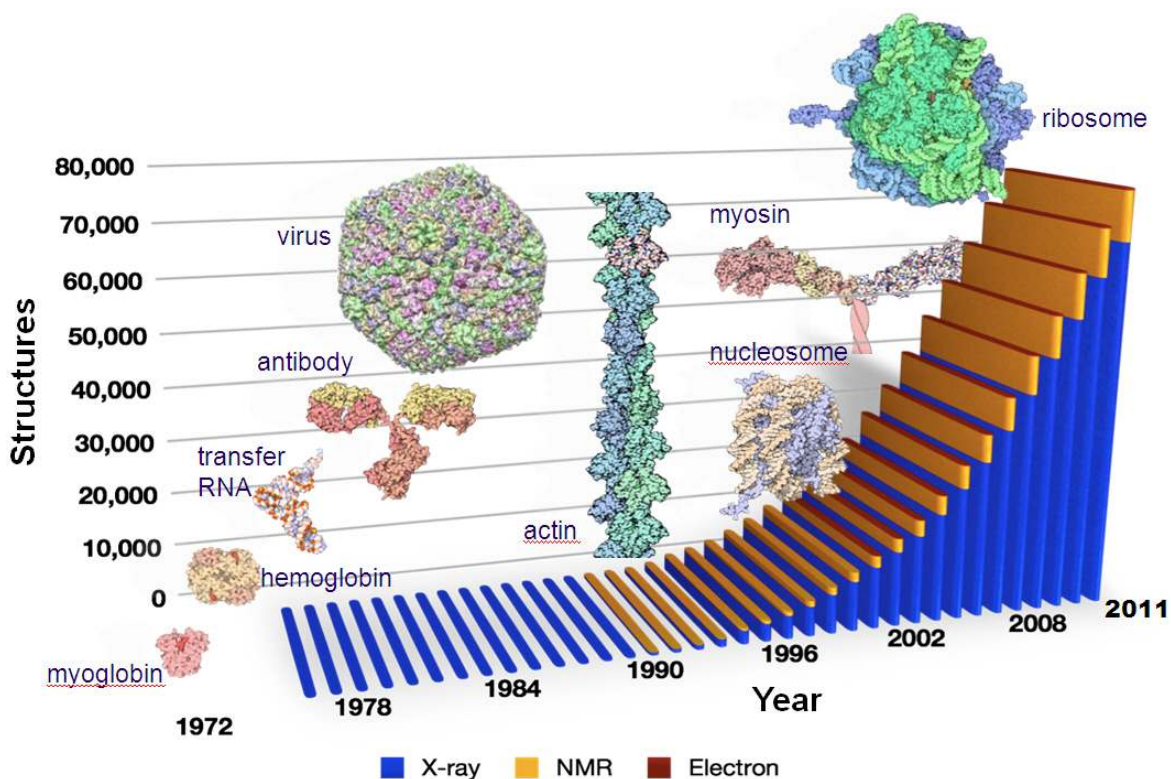 80,000
70,000
60,000
50,000
40,000
30,000
20,000
10,000
0
Structures
ribosome
virus
myosin
antibody
nucleosome
transfer
RNA
actin
hemoglobin
myoglobin
1972
1978
1984
1990
1996
2002
2008
2011
Year
X-ray NMR Electron